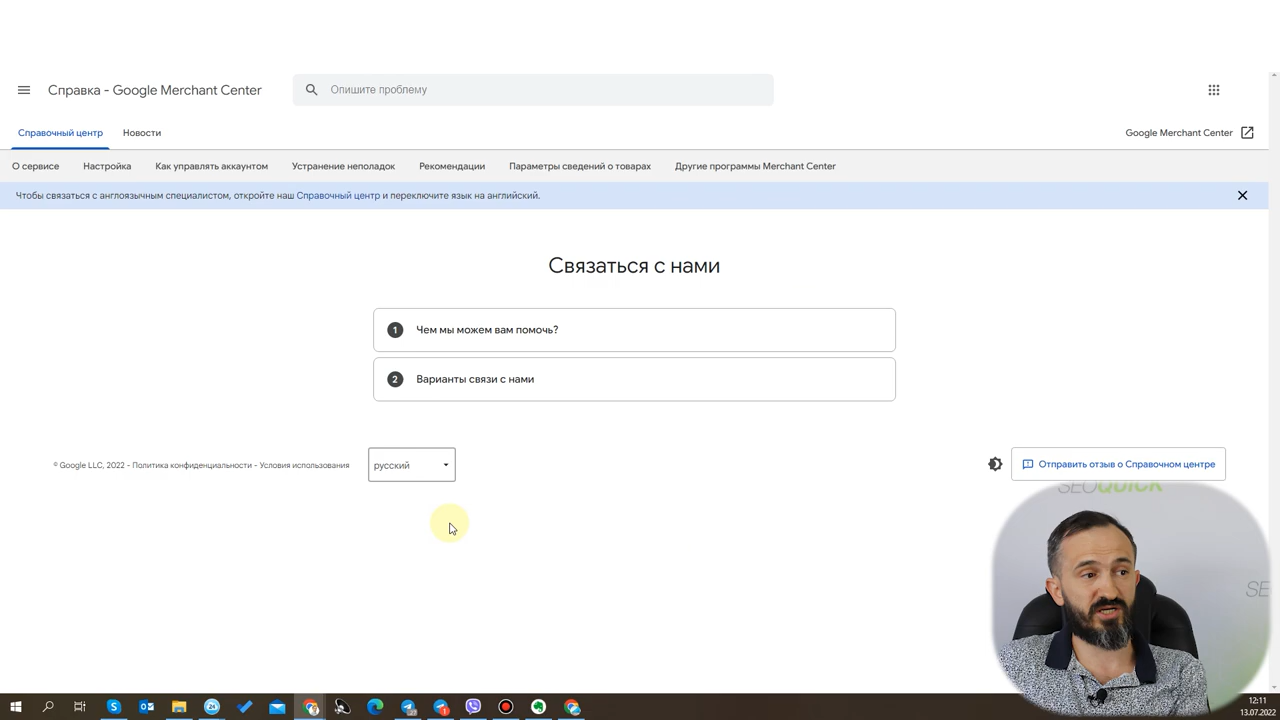 Справка - Google Merchant Center
Опишите проблему
Справочный центр
Новости
Google Merchant Center
О сервисе
Настройка
Как управлять аккаунтом
Устранение неполадок
Рекомендации
Параметры сведений о товарах
Другие программы Merchant Center
Чтобы связаться с англоязычным специалистом, откройте наш Справочный центр и переключите язык на английский.
Связаться с нами
1 Чем мы можем вам помочь?
2 Варианты связи с нами
© Google LLC, 2022 - Политика конфиденциальности - Условия использования
русский
Отправить отзыв о Справочном центре
SEOQUICK
SE
24
12:11
13.07.2022